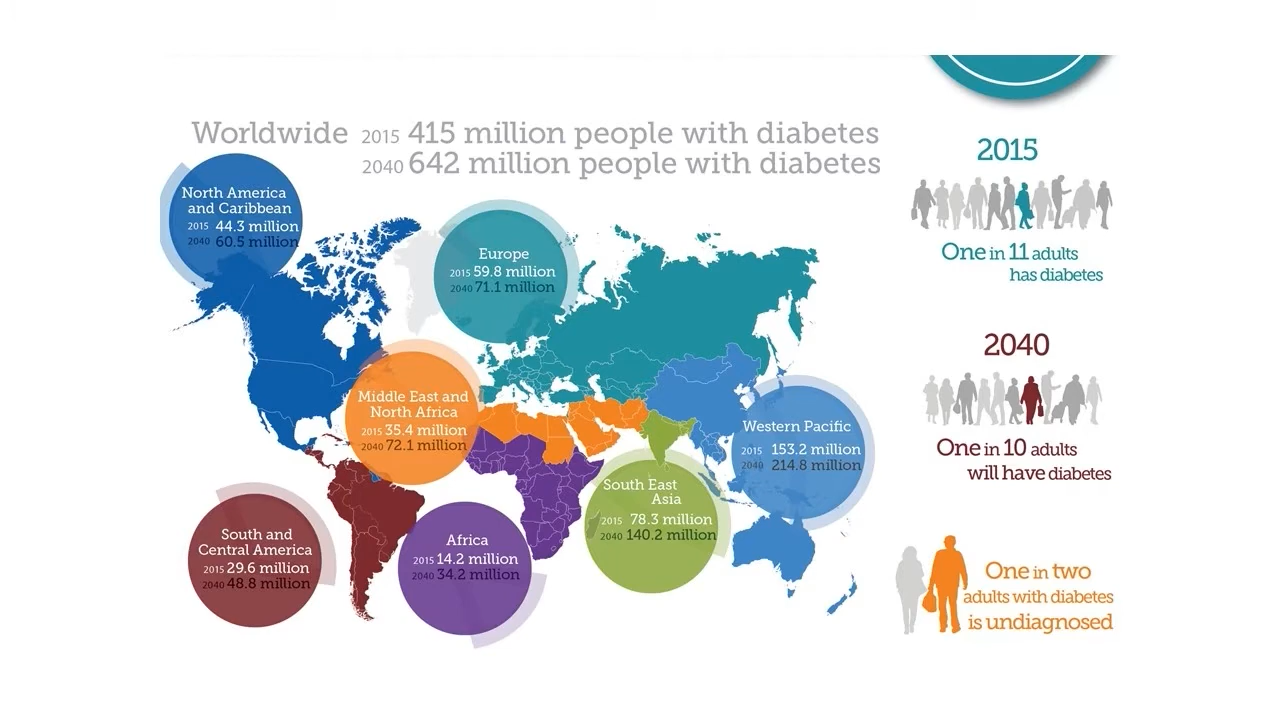 Worldwide 2015 415 million people with diabetes
2040 642 million people with diabetes
North America
and Caribbean
2015 44.3 million
2040 60.5 million
Europe
2015 59.8 million
2040 71.1 million
Middle East and
North Africa
2015 35.4 million
2040 72.1 million
Western Pacific
2015 153.2 million
2040 214.8 million
South East
Asia
2015 78.3 million
2040 140.2 million
South and
Central America
2015 29.6 million
2040 48.8 million
Africa
2015 14.2 million
2040 34.2 million
2015
One in 11 adults
has diabetes
2040
One in 10 adults
will have diabetes
One in two
adults with diabetes
is undiagnosed